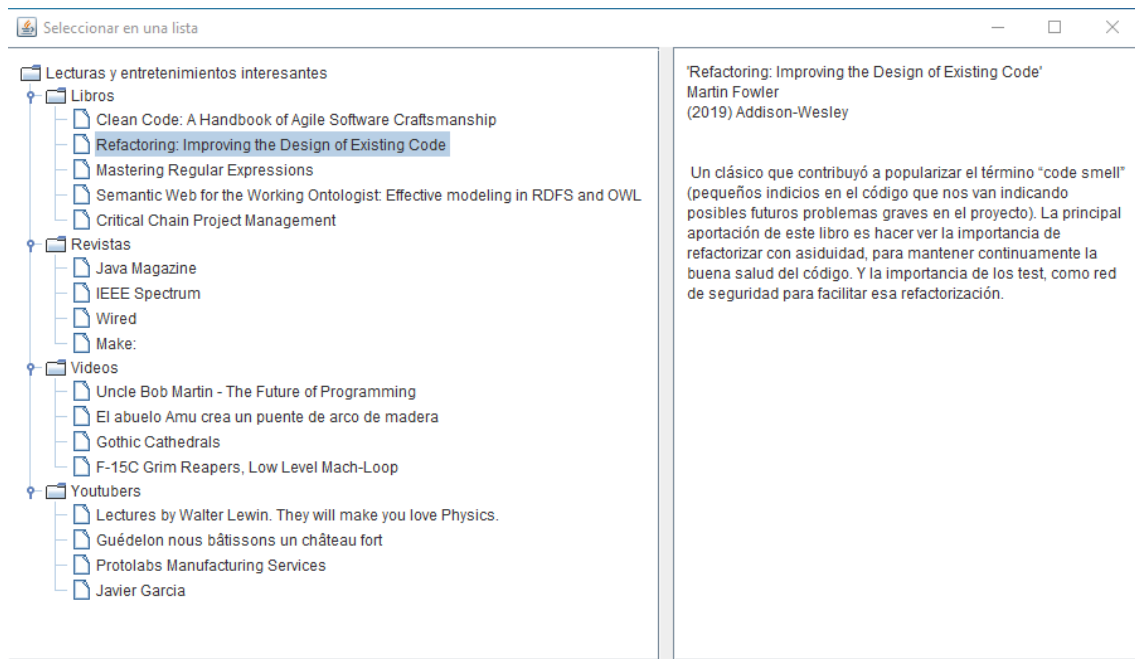 Seleccionar en una lista
Lecturas y entretenimientos interesantes
Libros
Clean Code: A Handbook of Agile Software Craftsmanship
Refactoring: Improving the Design of Existing Code
Mastering Regular Expressions
Semantic Web for the Working Ontologist: Effective modeling in RDFS and OWL
Critical Chain Project Management
Revistas
Java Magazine
IEEE Spectrum
Wired
Make:
Videos
Uncle Bob Martin - The Future of Programming
El abuelo Amu crea un puente de arco de madera
Gothic Cathedrals
F-15C Grim Reapers, Low Level Mach-Loop
Youtubers
Lectures by Walter Lewin. They will make you love Physics.
Guédelon nous bâtissons un château fort
Protolabs Manufacturing Services
Javier Garcia
'Refactoring: Improving the Design of Existing Code'
Martin Fowler
(2019) Addison-Wesley
Un clásico que contribuyó a popularizar el término “code smell”
(pequeños indicios en el código que nos van indicando
posibles futuros problemas graves en el proyecto). La principal
aportación de este libro es hacer ver la importancia de
refactorizar con asiduidad, para mantener continuamente la
buena salud del código. Y la importancia de los test, como red
de seguridad para facilitar esa refactorización.